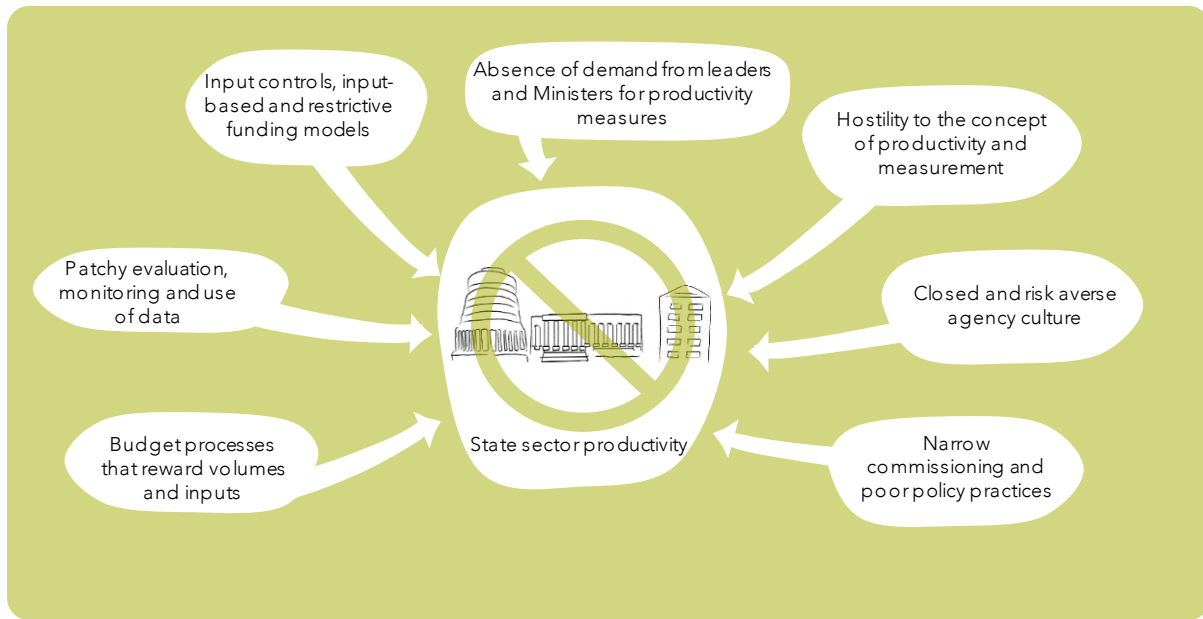 Input controls, input-
based and restrictive
funding models
Absence of demand from leaders
and Ministers for productivity
measures
Hostility to the concept
of productivity and
measurement
Patchy evaluation,
monitoring and use
of data
Closed and risk averse
agency culture
Budget processes
that reward volumes
and inputs
State sector productivity
Narrow
commissioning and
poor policy practices